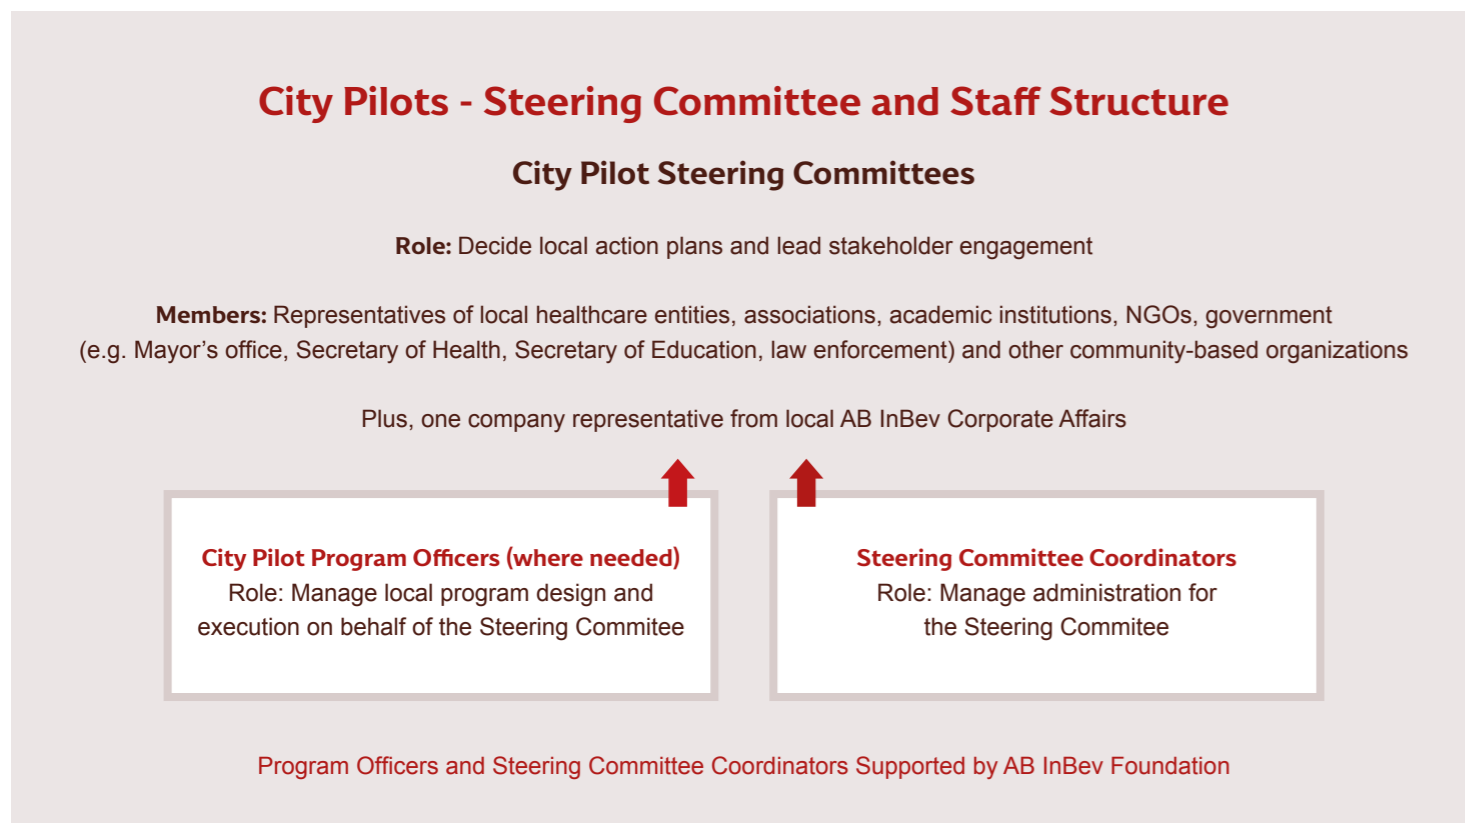 City Pilots - Steering Committee and Staff Structure
City Pilot Steering Committees
Role: Decide local action plans and lead stakeholder engagement
Members: Representatives of local healthcare entities, associations, academic institutions, NGOs, government
(e.g. Mayor’s office, Secretary of Health, Secretary of Education, law enforcement) and other community-based organizations
Plus, one company representative from local AB InBev Corporate Affairs
City Pilot Program Officers (where needed)
Role: Manage local program design and
execution on behalf of the Steering Commitee
Steering Committee Coordinators
Role: Manage administration for
the Steering Commitee
Program Officers and Steering Committee Coordinators Supported by AB InBev Foundation